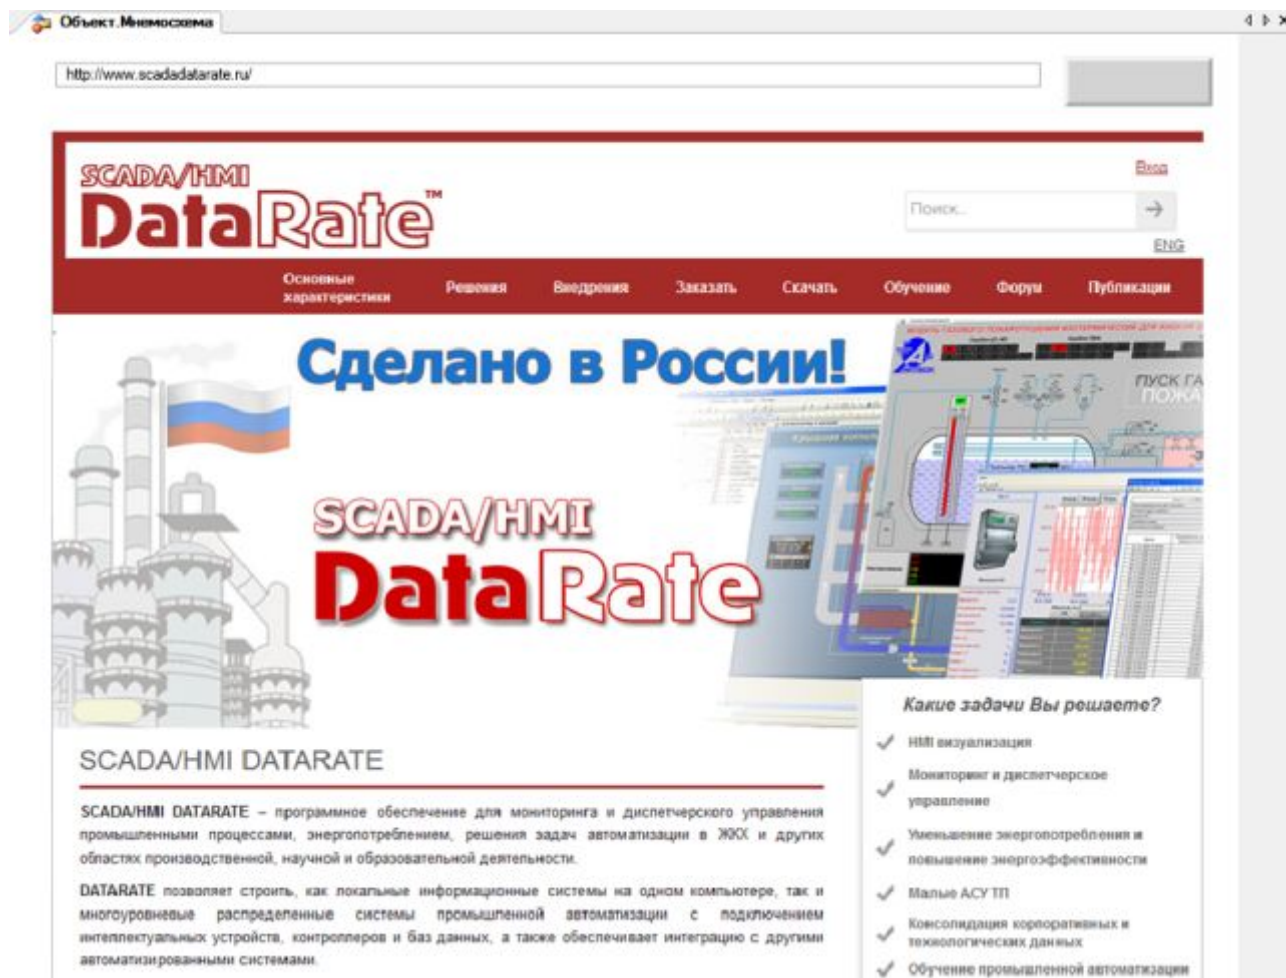 Объект.Мнемосхема
http://www.scadadatarate.ru/
SCADA/HMI
DataRate™
Вход
Поиск..
ENG
Основные
характеристики
Решения
Внедрения
Заказать
Скачать
Обучение
Форум
Публикации
Сделано в России!
ПУСК ГА
ПОЖА
SCADA/HMI
DataRate
SCADA/HMI DATARATE
SCADA/HMI DATARATE – программное обеспечение для мониторинга и диспетчерского управления
промышленными процессами, энергопотреблением, решения задач автоматизации в ЖКХ и других
областях производственной, научной и образовательной деятельности.
DATARATE позволяет строить, как локальные информационные системы на одном компьютере, так и
многоуровневые распределенные системы промышленной автоматизации с подключением
интеллектуальных устройств, контроллеров и баз данных, а также обеспечивает интеграцию с другими
автоматизированными системами.
Какие задачи Вы решаете?
HMI визуализация
Мониторинг и диспетчерское
управление
Уменьшение энергопотребления и
повышение энергоэффективности
Малые АСУ ТП
Консолидация корпоративных и
технологических данных
Обучение промышленной автоматизации